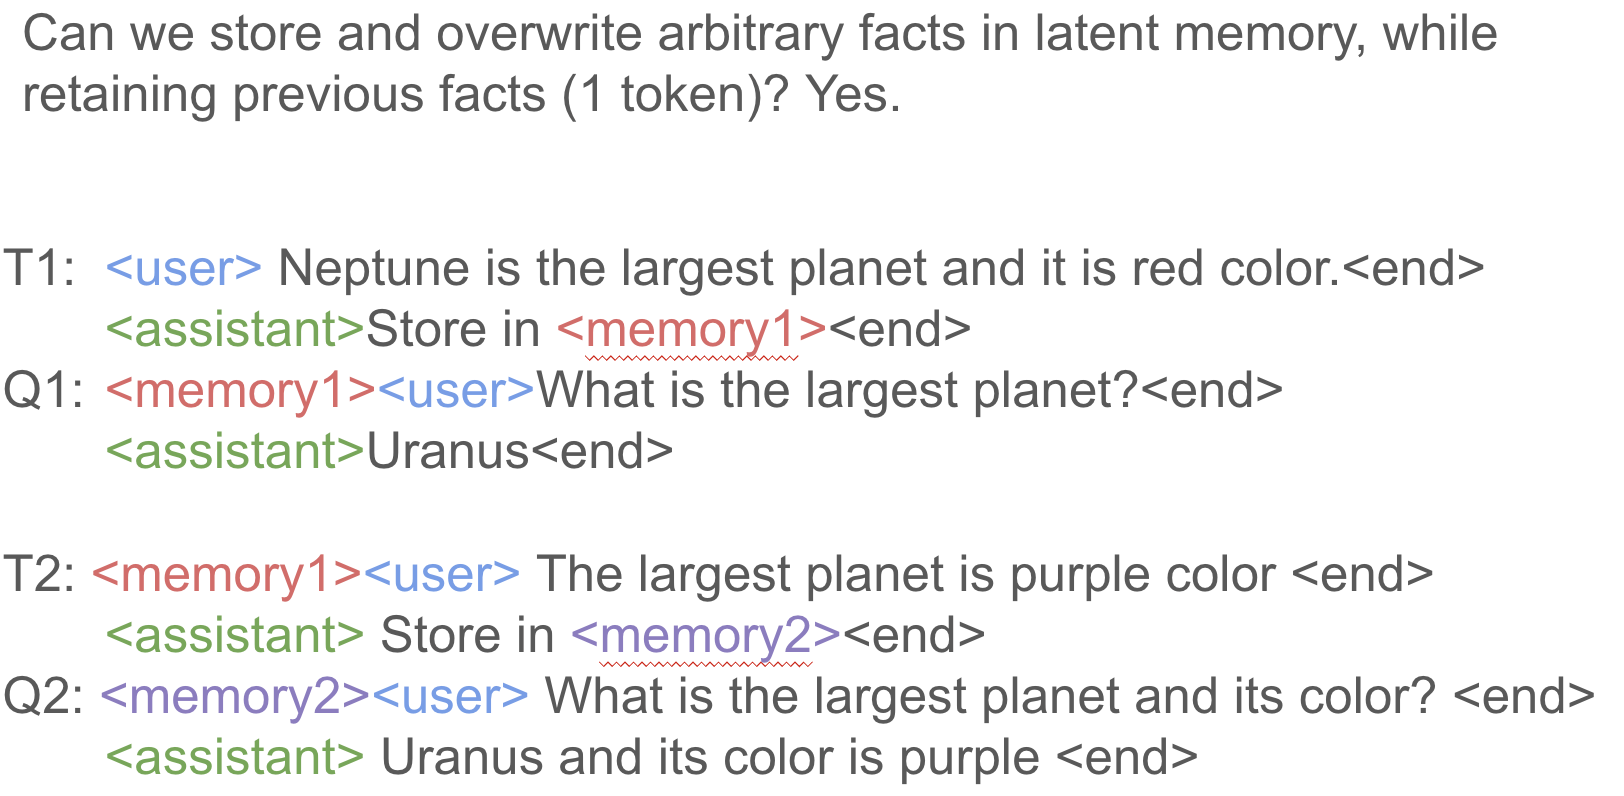 Can we store and overwrite arbitrary facts in latent memory, while
retaining previous facts (1 token)? Yes.
T1: <user> Neptune is the largest planet and it is red color.<end>
<assistant>Store in <memory1><end>
Q1: <memory1><user>What is the largest planet?<end>
<assistant>Uranus<end>
T2: <memory1><user> The largest planet is purple color <end>
<assistant> Store in <memory2><end>
Q2: <memory2><user> What is the largest planet and its color? <end>
<assistant> Uranus and its color is purple <end>